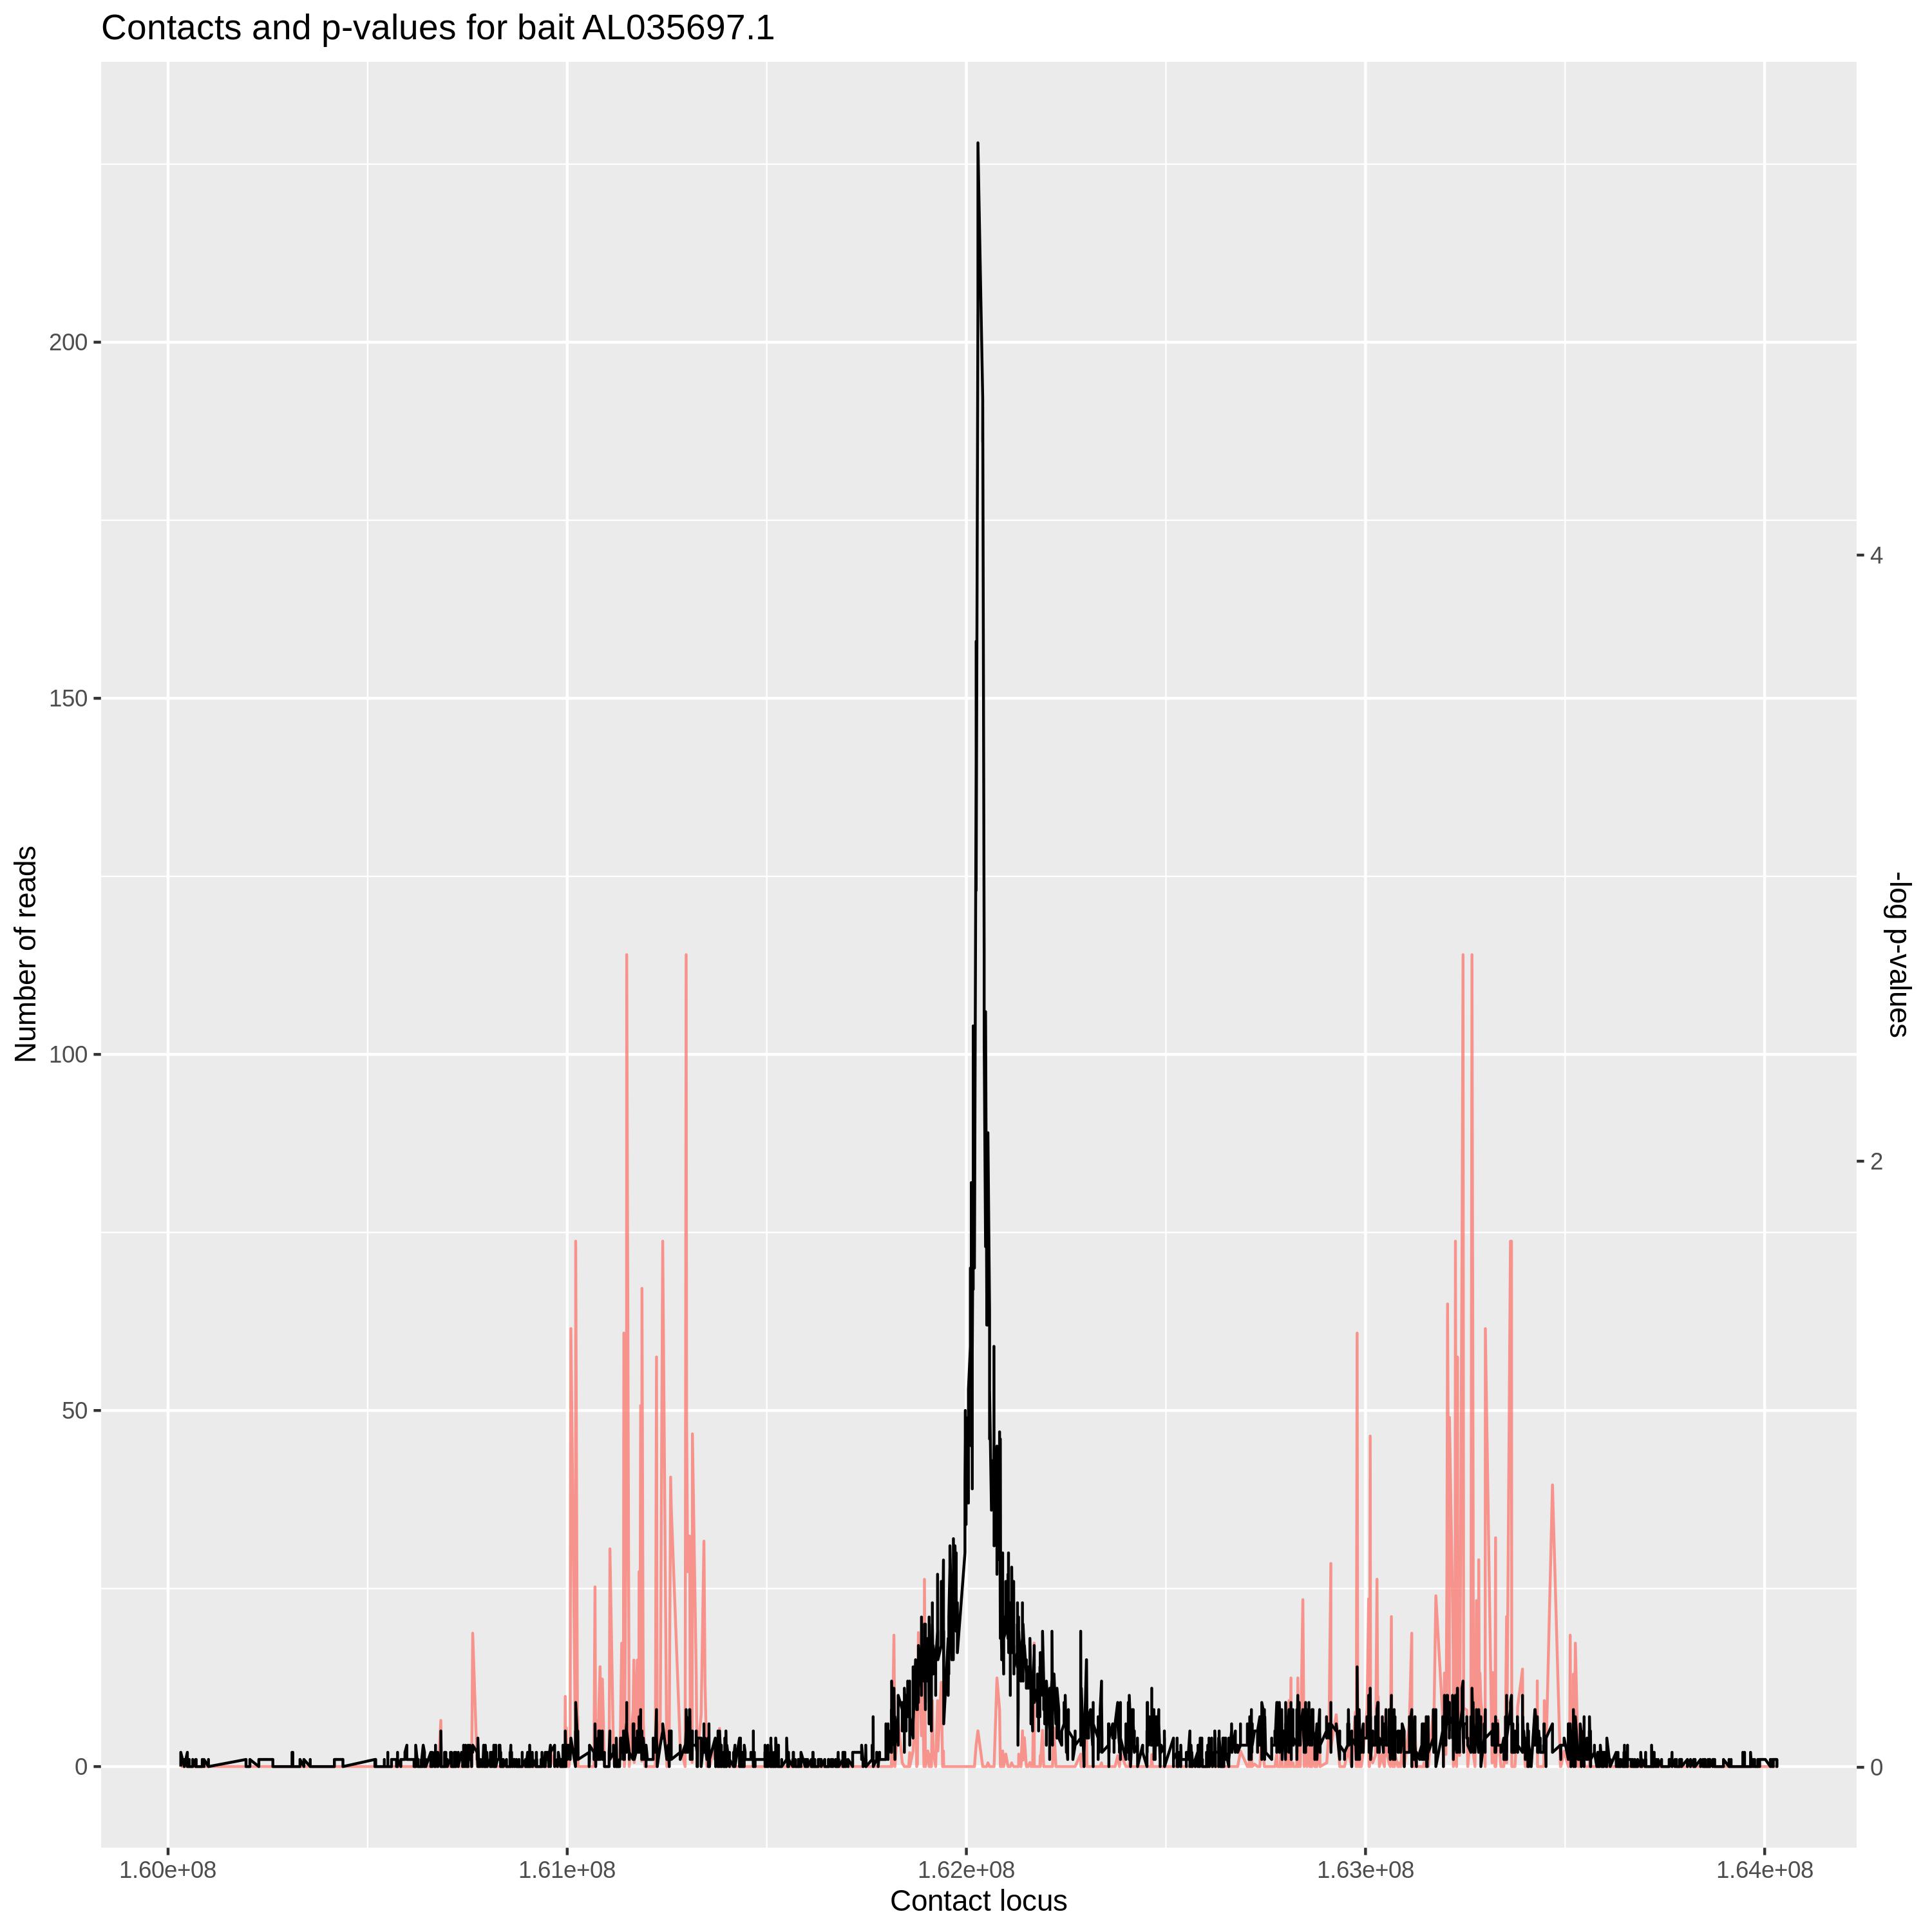 Contacts and p-values for bait AL035697.1
200
150
100
50
0
Number of reads
4
2
0
-log p-values
1.60e+08
1.61e+08
1.62e+08
1.63e+08
1.64e+08
Contact locus